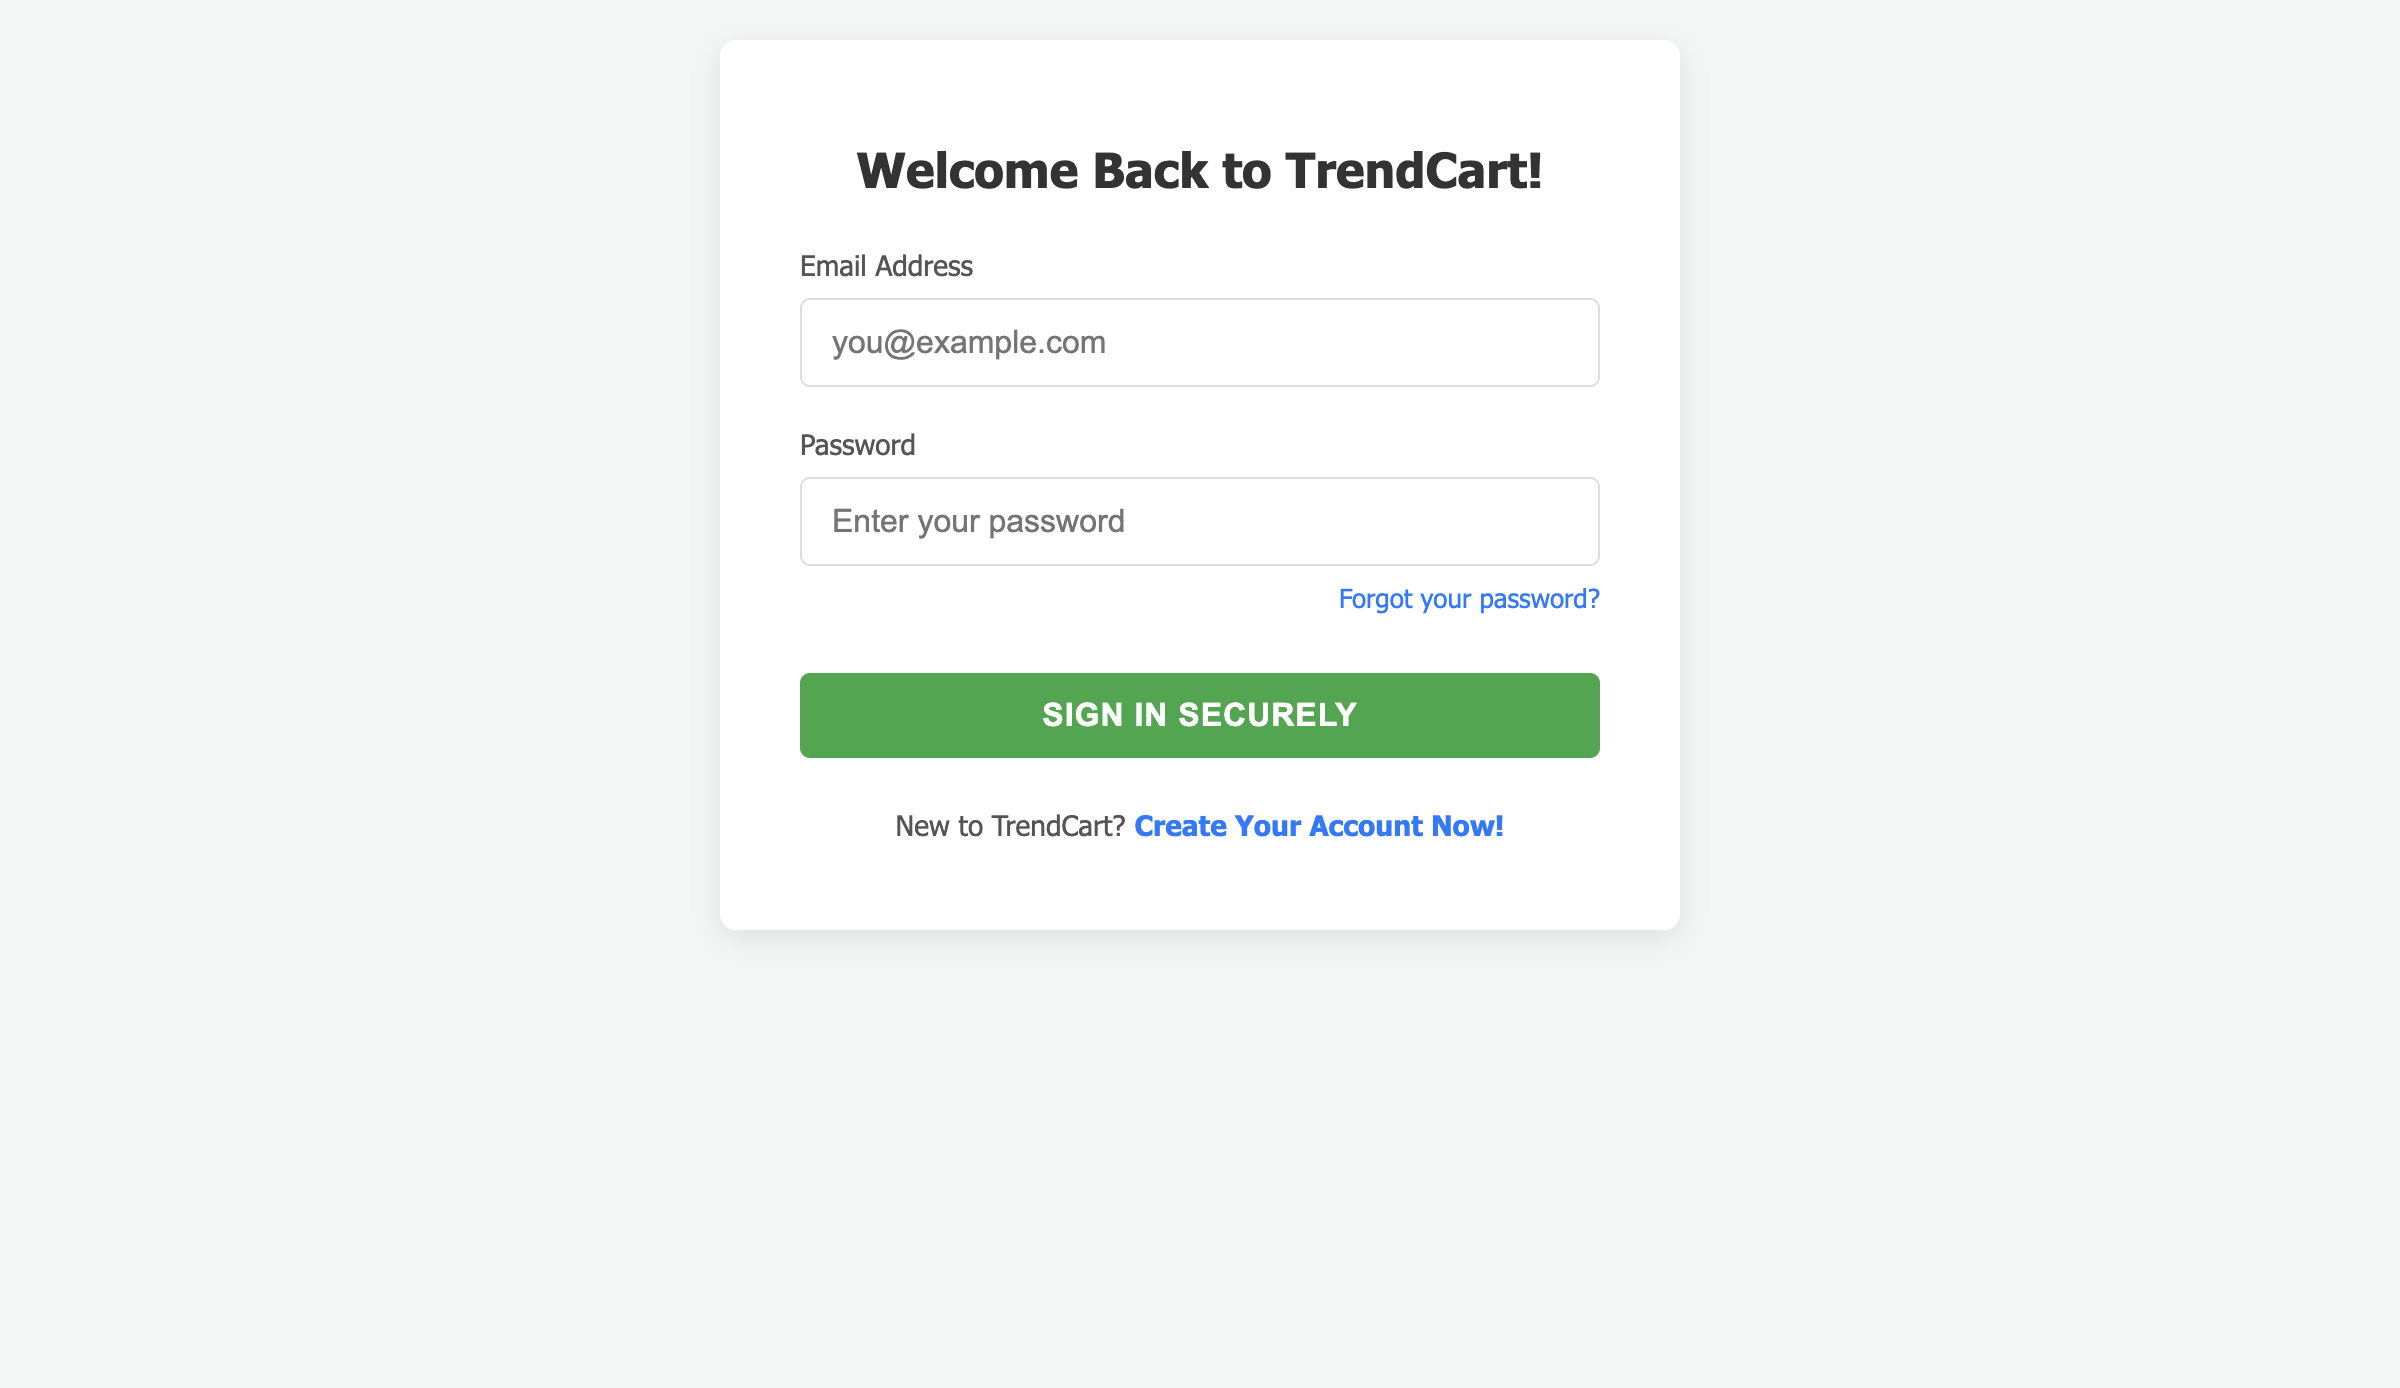 Welcome Back to TrendCart!
Email Address
you@example.com
Password
Enter your password
Forgot your password?
SIGN IN SECURELY
New to TrendCart? Create Your Account Now!